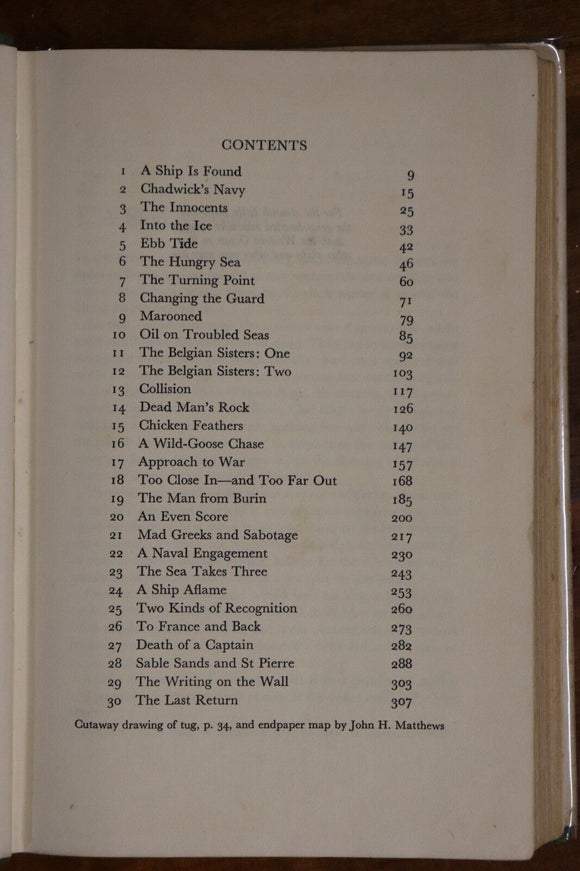 CONTENTS
1 A Ship Is Found 9
2 Chadwick's Navy 15
3 The Innocents 25
4 Into the Ice 33
5 Ebb Tide 42
6 The Hungry Sea 46
7 The Turning Point 60
8 Changing the Guard 71
9 Marooned 79
10 Oil on Troubled Seas 85
11 The Belgian Sisters: One 92
12 The Belgian Sisters: Two 103
13 Collision 117
14 Dead Man's Rock 126
15 Chicken Feathers 140
16 A Wild-Goose Chase 147
17 Approach to War 157
18 Too Close In—and Too Far Out 168
19 The Man from Burin 185
20 An Even Score 200
21 Mad Greeks and Sabotage 217
22 A Naval Engagement 230
23 The Sea Takes Three 243
24 A Ship Aflame 253
25 Two Kinds of Recognition 260
26 To France and Back 273
27 Death of a Captain 282
28 Sable Sands and St Pierre 288
29 The Writing on the Wall 303
30 The Last Return 307
Cutaway drawing of tug, p. 34, and endpaper map by John H. Matthews